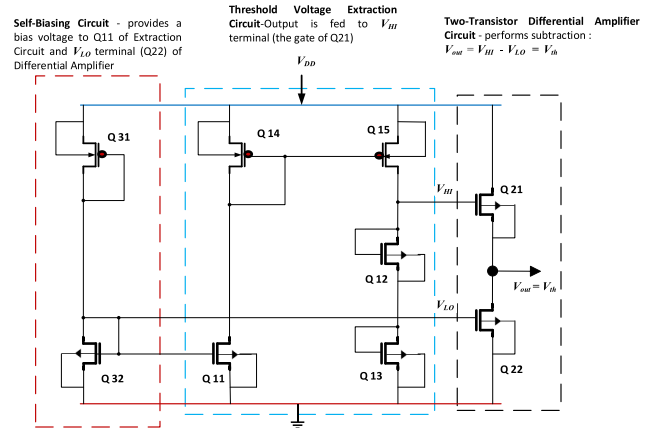 Self-Biasing Circuit - provides a
bias voltage to Q11 of Extraction
Circuit and VLO terminal (Q22) of
Differential Amplifier
Threshold Voltage Extraction
Circuit-Output is fed to VHI
terminal (the gate of Q21)
Two-Transistor Differential Amplifier
Circuit - performs subtraction :
Vout = VHI - VLO = Vth
VDD
Q 31
Q 14
Q 15
VHI
Q 21
Q 12
Vout = Vth
VLO
Q 32
Q 11
Q 13
Q 22